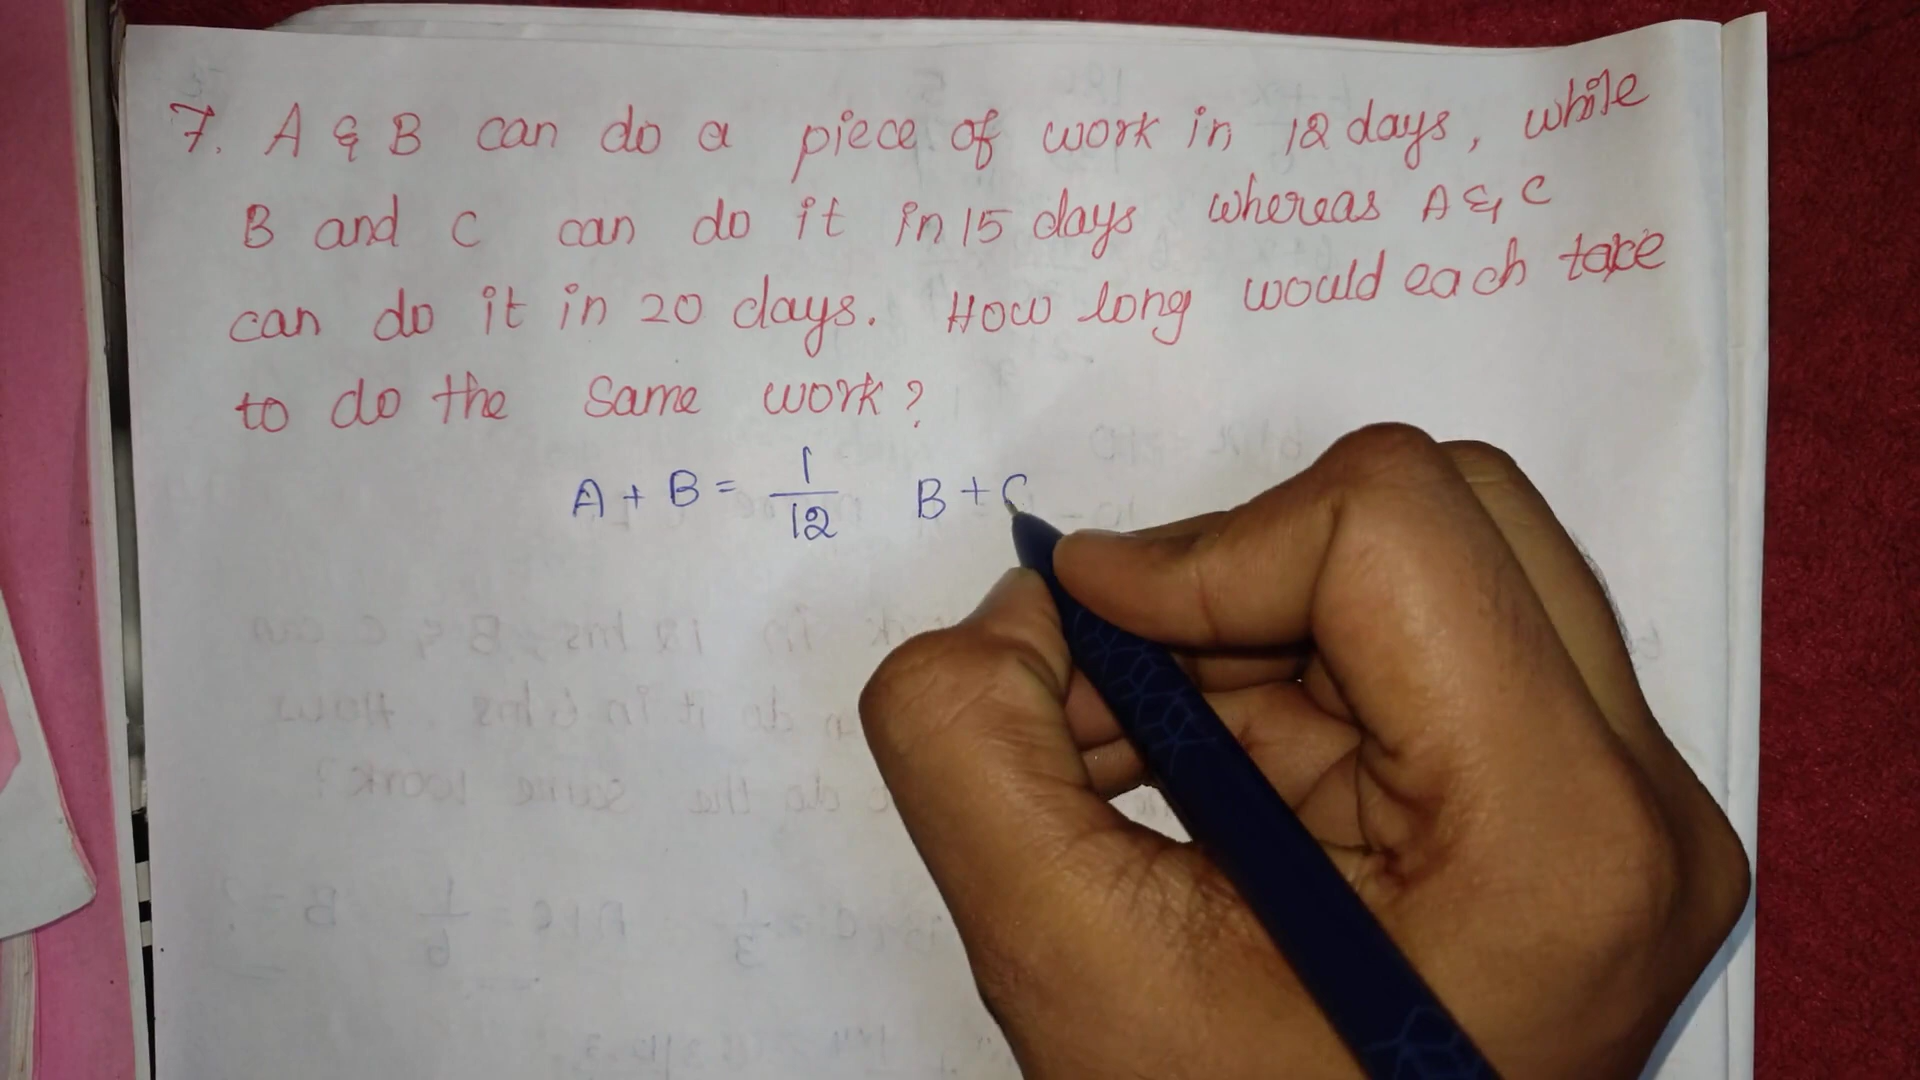 7. A & B can do a piece of work in 12 days, while
B and C can do it in 15 days whereas A & C
can do it in 20 days. How long would each take
to do the same work?
A + B = 1/12 B + C